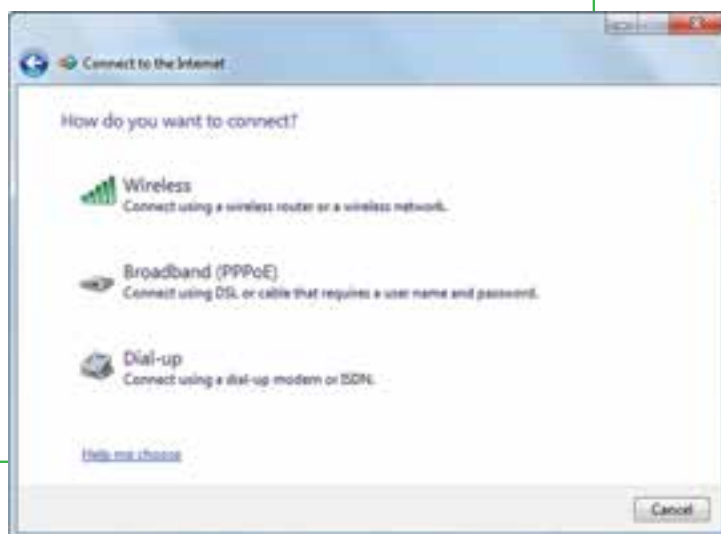 Connect to the Internet
How do you want to connect?
Wireless
Connect using a wireless router or a wireless network.
Broadband (PPPoE)
Connect using DSL or cable that requires a user name and password.
Dial-up
Connect using a dial-up modem or ISDN.
Help me choose
Cancel